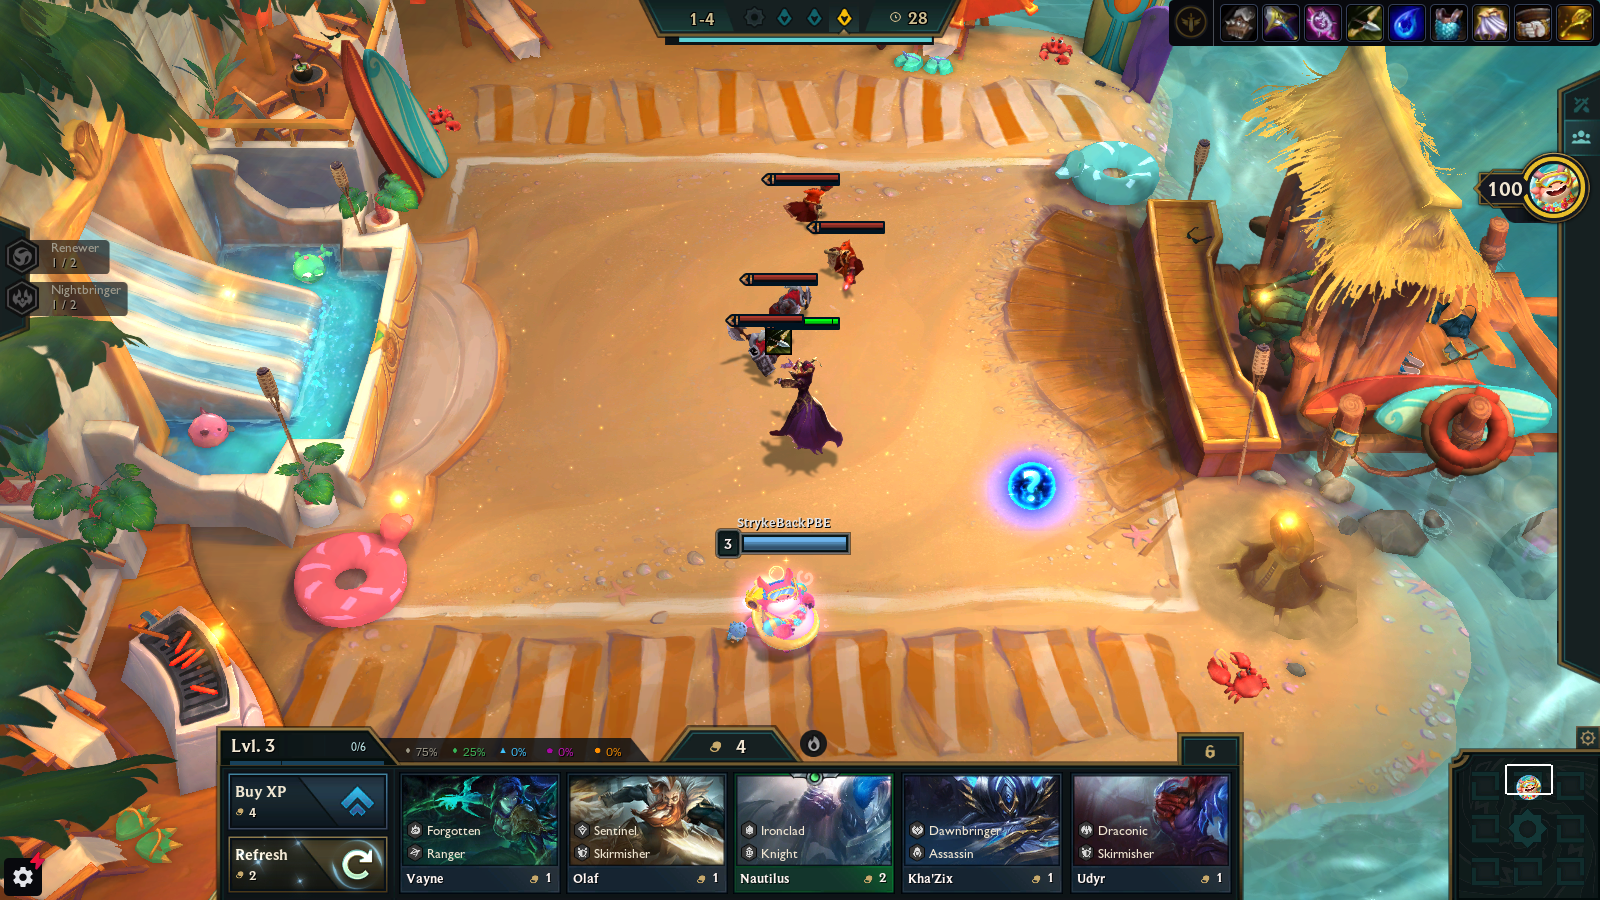 1-4
28
100
Renewer
1 / 2
Nightbringer
1 / 2
StrykeBackPBE
3
?
Lvl. 3
0/6
75%
25%
0%
0%
0%
4
6
Buy XP
4
Refresh
2
Forgotten
Ranger
Vayne
1
Sentinel
Skirmisher
Olaf
1
Ironclad
Knight
Nautilus
2
Dawnbringer
Assassin
Kha'Zix
1
Draconic
Skirmisher
Udyr
1